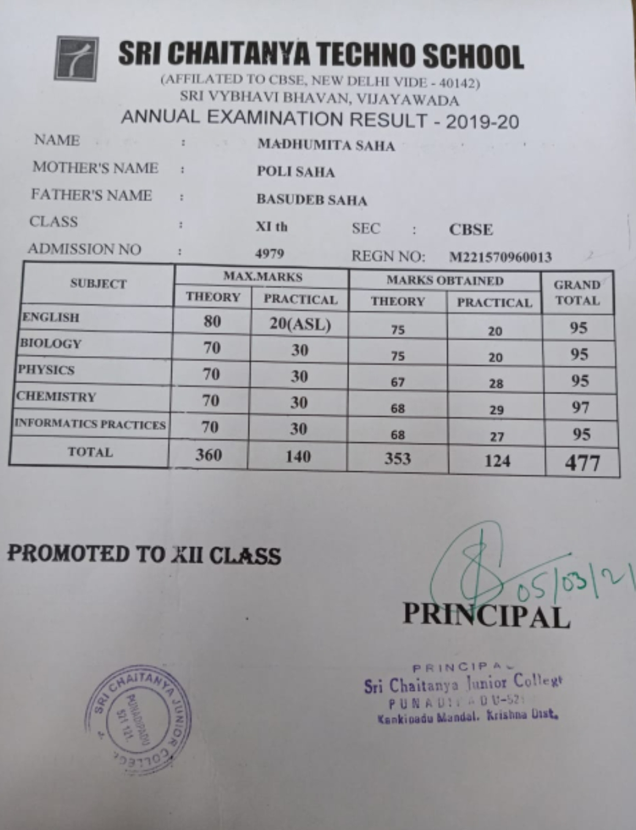 SRI CHAITANYA TECHNO SCHOOL
(AFFILATED TO CBSE, NEW DELHI VIDE - 40142)
SRI VYBHAVI BHAVAN, VIJAYAWADA
ANNUAL EXAMINATION RESULT - 2019-20
NAME : MADHUMITA SAHA
MOTHER'S NAME : POLI SAHA
FATHER'S NAME : BASUDEB SAHA
CLASS : XI th SEC : CBSE
ADMISSION NO : 4979 REGN NO: M221570960013
SUBJECT MAX.MARKS MARKS OBTAINED GRAND TOTAL
THEORY PRACTICAL THEORY PRACTICAL
ENGLISH 80 20(ASL) 75 20 95
BIOLOGY 70 30 75 20 95
PHYSICS 70 30 67 28 95
CHEMISTRY 70 30 68 29 97
INFORMATICS PRACTICES 70 30 68 27 95
TOTAL 360 140 353 124 477
PROMOTED TO XII CLASS
05/03/21
PRINCIPAL
PRINCIPAL
Sri Chaitanya Junior College
Kankipadu Mandal. Krishna Dist.
SRI CHAITANYA JUNIOR COLLEGE
PUNADIPADU
521 121.